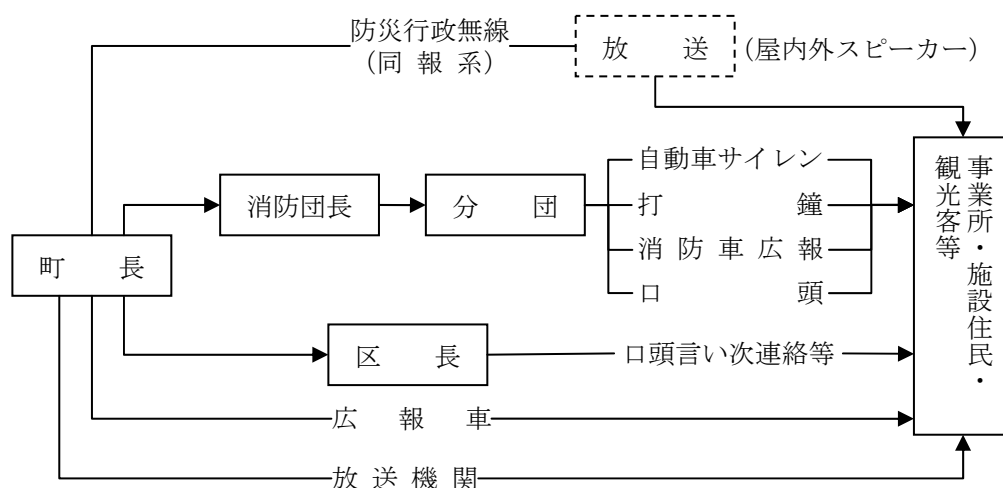 防災行政無線
(同報系)
放 送
(屋内外スピーカー)
自動車サイレン
消防団長
分 団
打 鐘
消防車広報
口 頭
町 長
区 長
口頭言い次連絡等
広 報 車
放送機関
事業所・施設住民・
観光客等